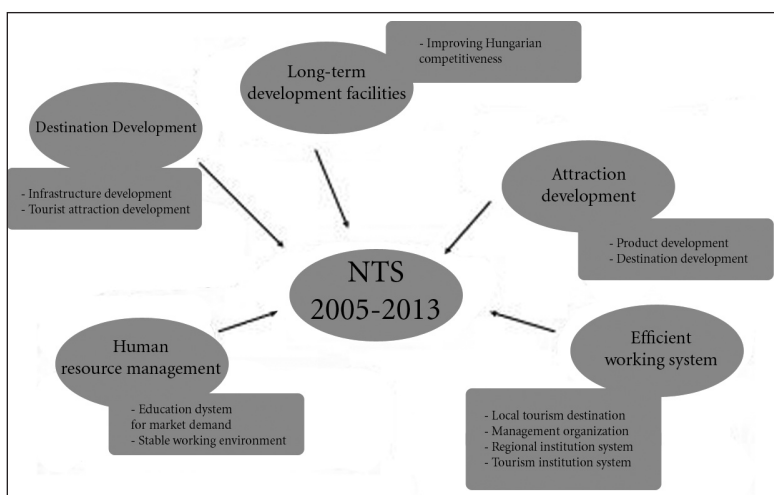 Long-term
development facilities
- Improving Hungarian
competitiveness
Destination Development
- Infrastructure development
- Tourist attraction development
Attraction
development
- Product development
- Destination development
NTS
2005-2013
Human
resource management
- Education dystem
for market demand
- Stable working environment
Efficient
working system
- Local tourism destination
- Management organization
- Regional institution system
- Tourism institution system